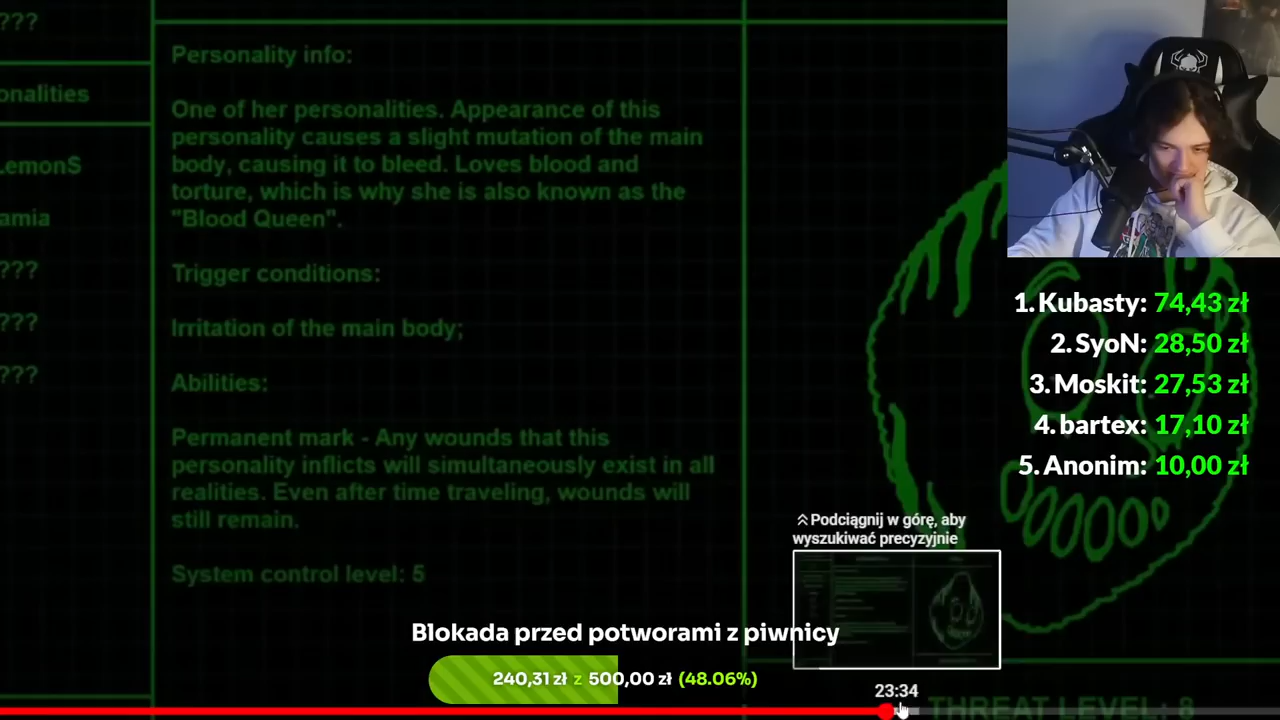 ???
onalities
LemonS
amia
???
???
???
Personality info:
One of her personalities. Appearance of this
personality causes a slight mutation of the main
body, causing it to bleed. Loves blood and
torture, which is why she is also known as the
"Blood Queen".
Trigger conditions:
Irritation of the main body;
Abilities:
Permanent mark - Any wounds that this
personality inflicts will simultaneously exist in all
realities. Even after time traveling, wounds will
still remain.
System control level: 5
1. Kubasty: 74,43 zł
2. SyoN: 28,50 zł
3. Moskit: 27,53 zł
4. bartex: 17,10 zł
5. Anonim: 10,00 zł
Podciągnij w górę, aby
wyszukiwać precyzyjnie
Blokada przed potworami z piwnicy
240,31 zł z 500,00 zł (48.06%)
23:34
THREAT LEVEL: 8